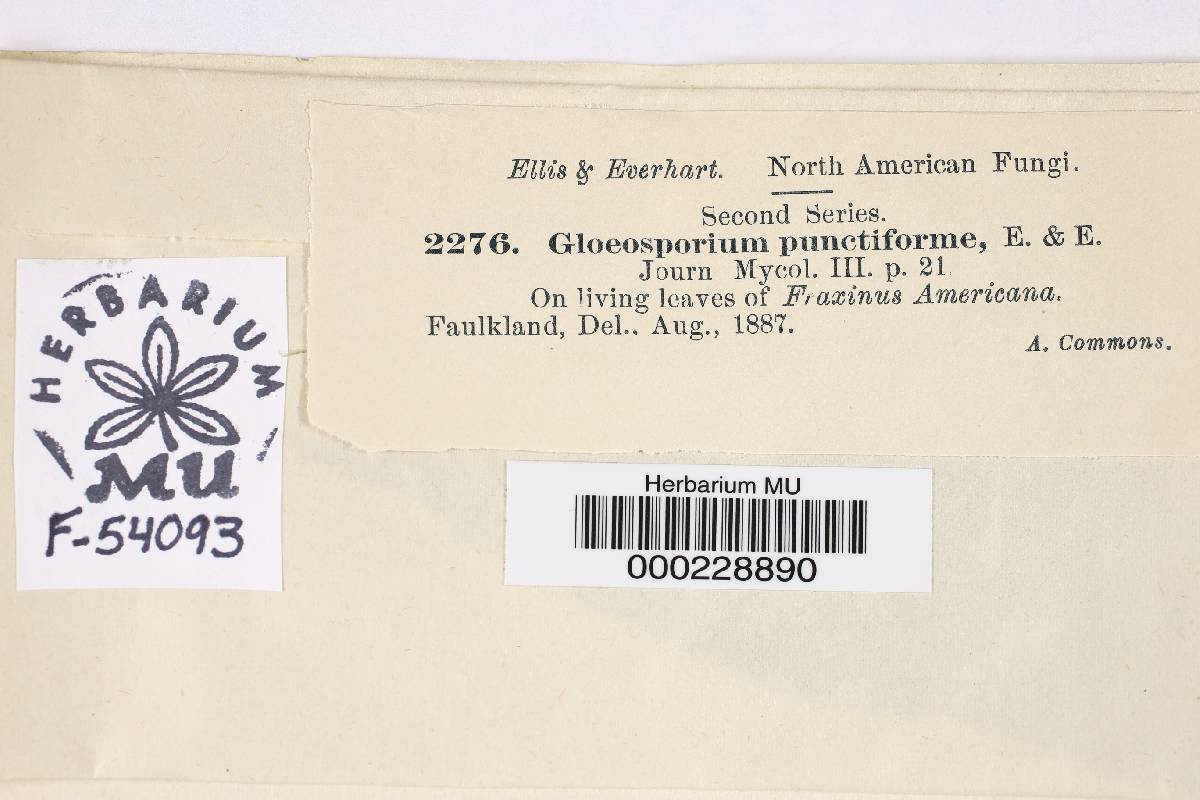 Ellis & Everhart. North American Fungi.
Second Series.
2276. Gloeosporium punctiforme, E. & E.
Journ Mycol. III. p. 21.
On living leaves of Fraxinus Americana.
Faulkland, Del.. Aug., 1887.
A. Commons.
HERBARIUM
MU
F-54093
Herbarium MU
000228890